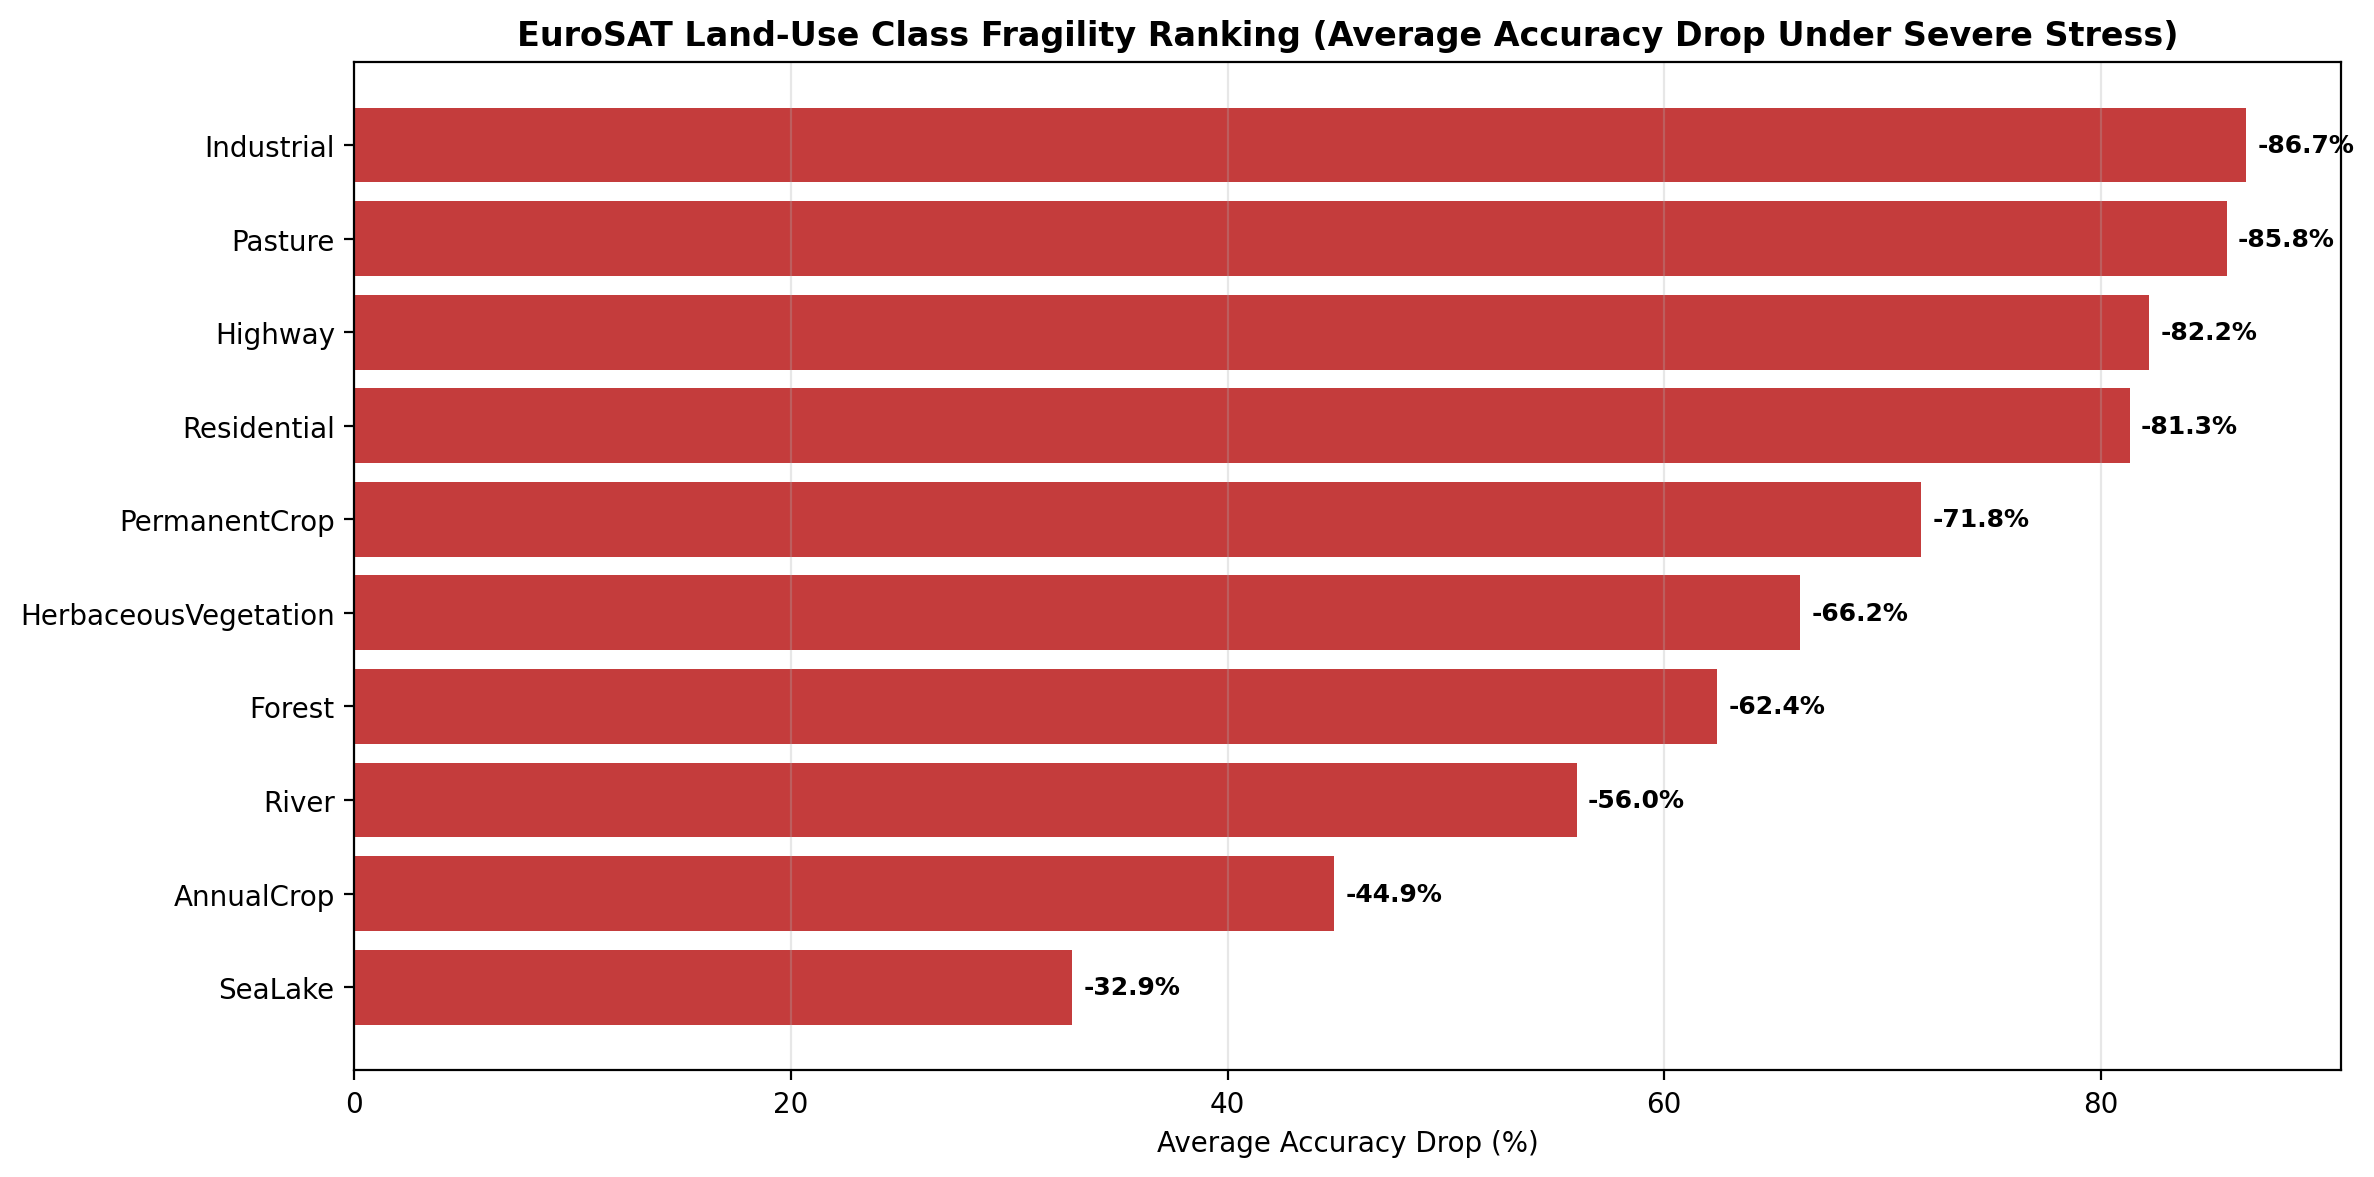 EuroSAT Land-Use Class Fragility Ranking (Average Accuracy Drop Under Severe Stress)
Industrial -86.7%
Pasture -85.8%
Highway -82.2%
Residential -81.3%
PermanentCrop -71.8%
HerbaceousVegetation -66.2%
Forest -62.4%
River -56.0%
AnnualCrop -44.9%
SeaLake -32.9%
0 20 40 60 80
Average Accuracy Drop (%)